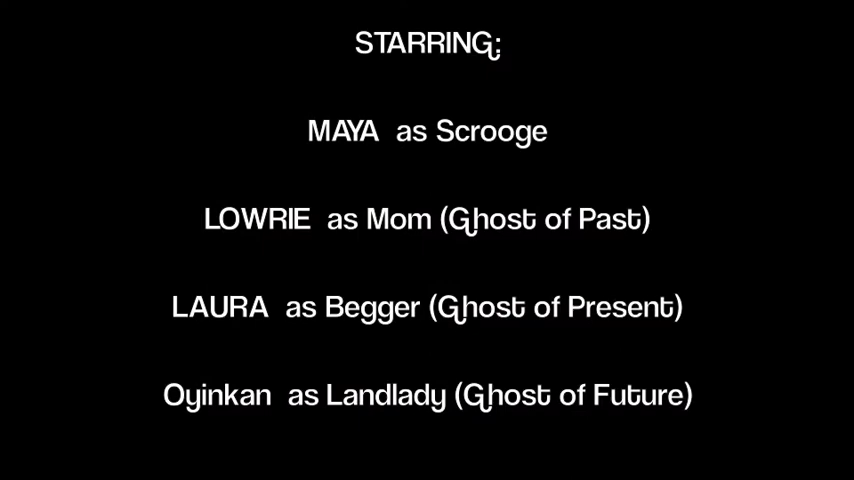 STARRING:
MAYA as Scrooge
LOWRIE as Mom (Ghost of Past)
LAURA as Begger (Ghost of Present)
Oyinkan as Landlady (Ghost of Future)